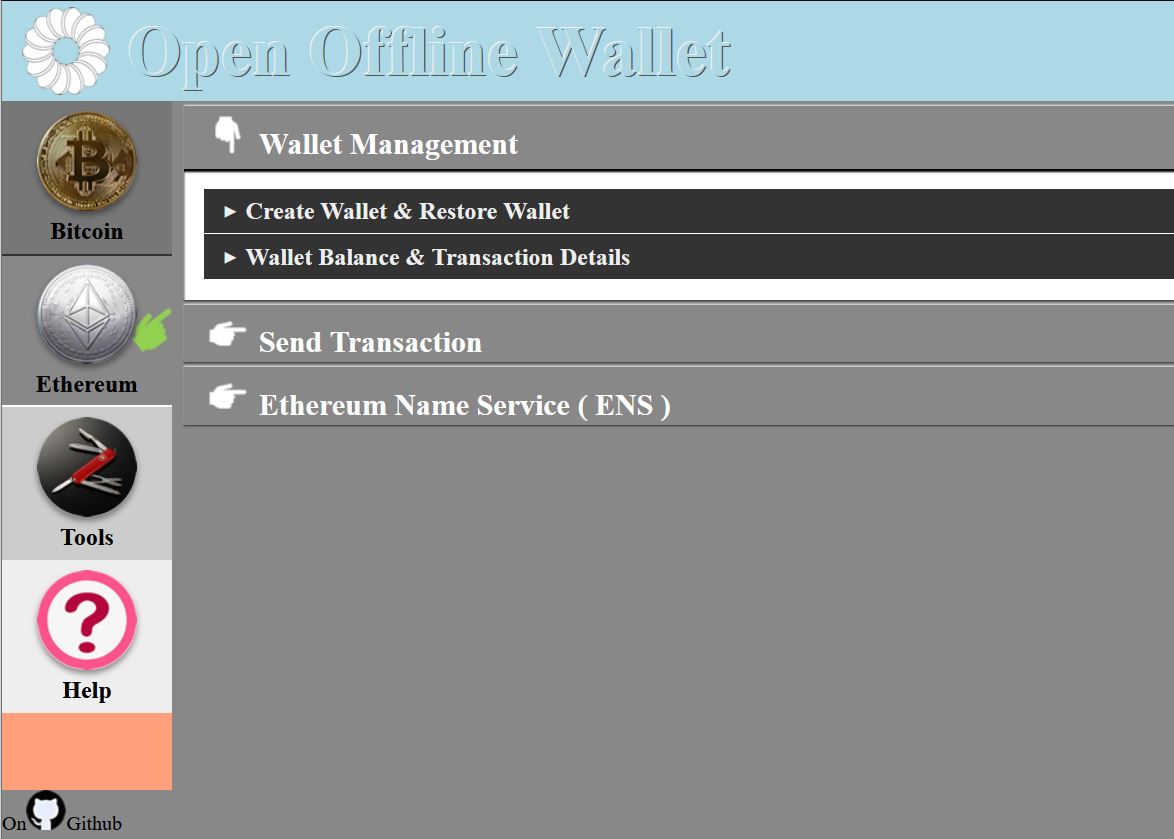 Open Offline Wallet
Bitcoin
Ethereum
Tools
Help
On Github
Wallet Management
► Create Wallet & Restore Wallet
► Wallet Balance & Transaction Details
Send Transaction
Ethereum Name Service ( ENS )